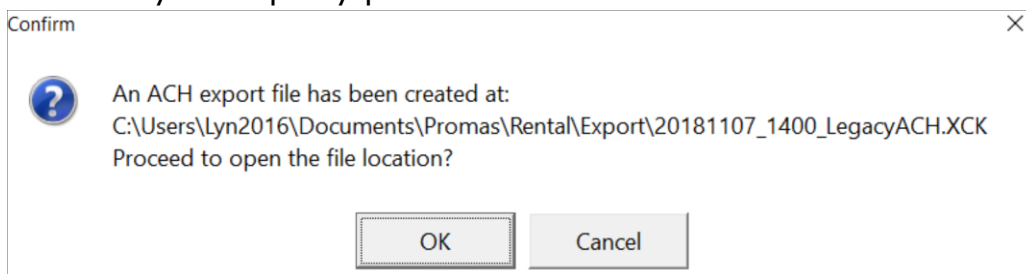 Confirm
An ACH export file has been created at:
C:\Users\Lyn2016\Documents\Promas\Rental\Export\20181107_1400_LegacyACH.XCK
Proceed to open the file location?
OK
Cancel